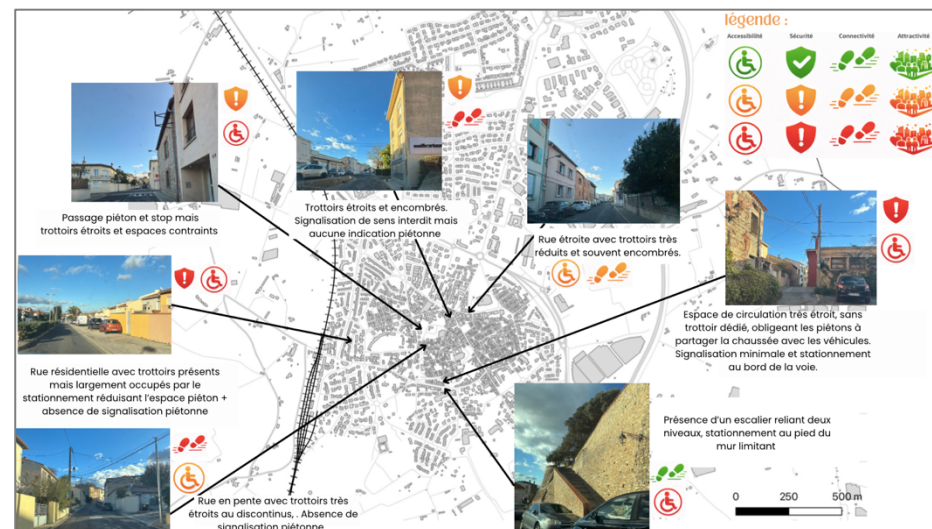 légende :
Accessibilité Sécurité Connectivité Attractivité
Passage piéton et stop mais
trottoirs étroits et espaces contraints
Trottoirs étroits et encombrés.
Signalisation de sens interdit mais
aucune indication piétonne
Rue étroite avec trottoirs très
réduits et souvent encombrés.
Espace de circulation très étroit, sans
trottoir dédié, obligeant les piétons à
partager la chaussée avec les véhicules.
Signalisation minimale et stationnement
au bord de la voie.
Rue résidentielle avec trottoirs présents
mais largement occupés par le
stationnement réduisant l'espace piéton +
absence de signalisation piétonne
Présence d'un escalier reliant deux
niveaux, stationnement au pied du
mur limitant
Rue en pente avec trottoirs très
étroits au discontinus, . Absence de
signalisation piétonne
0 250 500 m